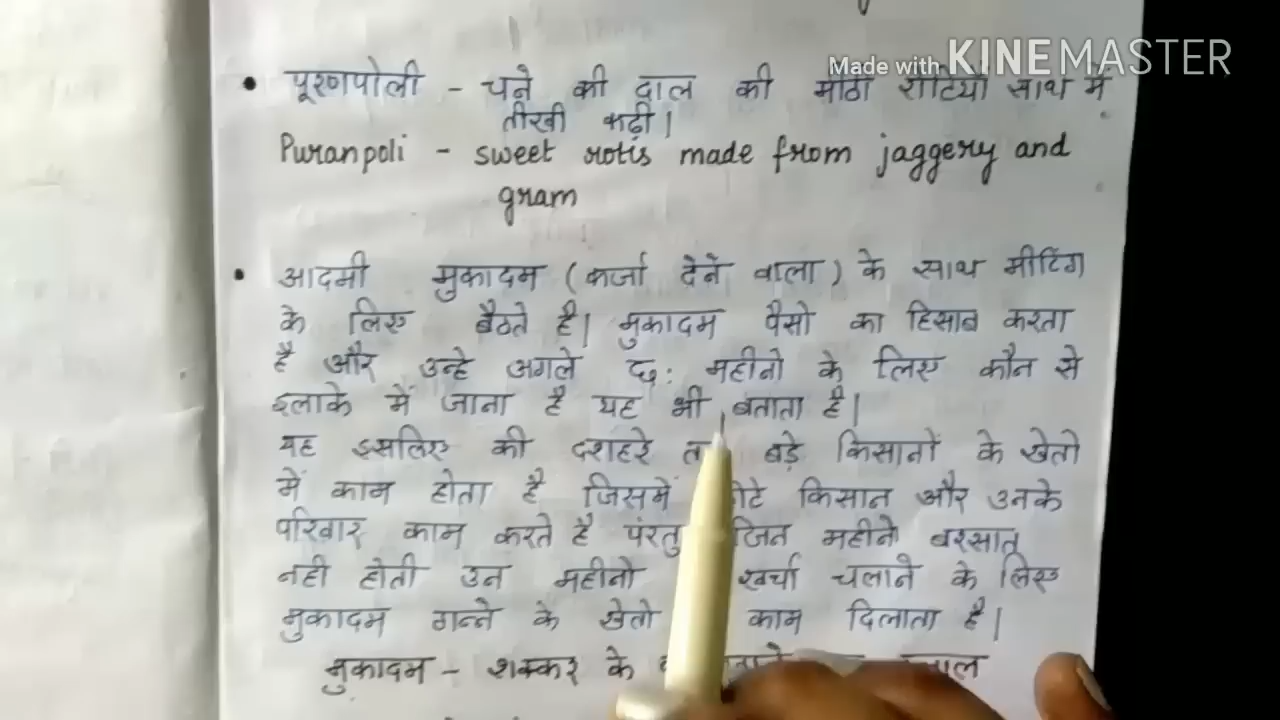 Made with KINEMASTER
• पूरणपोली - चने की दाल की मीठी रोटियाँ साथ में
तीखी कढ़ी।
Puranpoli - sweet rotis made from jaggery and
gram
• आदमी मुकादम (कर्जा देने वाला) के साथ मीटिंग
के लिए बैठते है। मुकादम पैसो का हिसाब करता
है और उन्हे अगले छ: महीनो के लिए कौन से
इलाके में जाना है यह भी बताता है।
यह इसलिए की दशहरे बड़े किसानों के खेतो
में काम होता है जिसमें किसान और उनके
परिवार काम करते है परंतु जिन महीनो बरसात
नही होती उन महीनो खर्चा चलाने के लिए
मुकादम गन्ने के खेतो काम दिलाता है।
मुकादम - शक्कर के